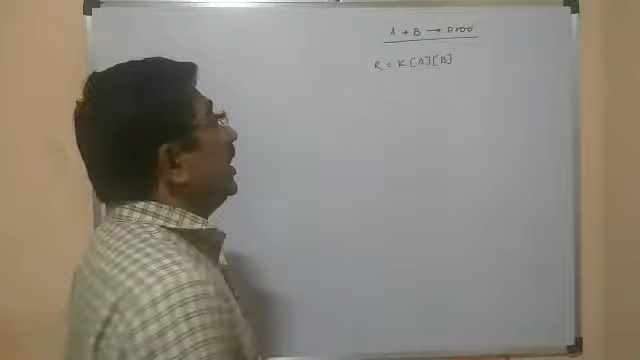 A + B → Prod
R = K[A][B]'